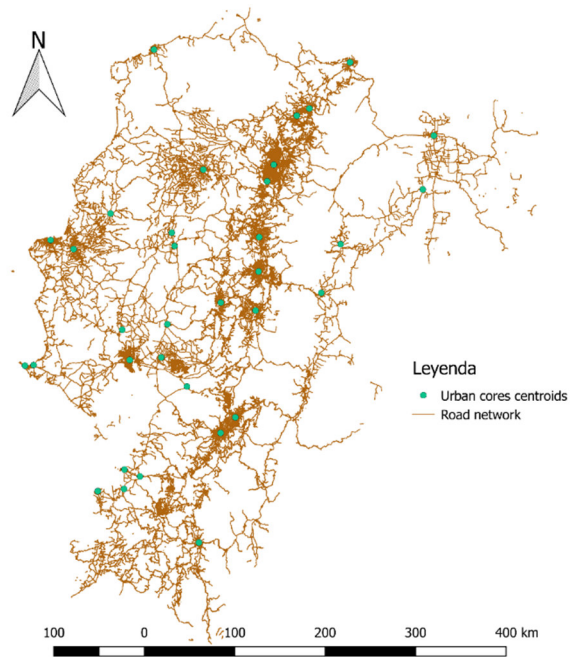 N
Leyenda
Urban cores centroids
Road network
100 0 100 200 300 400 km